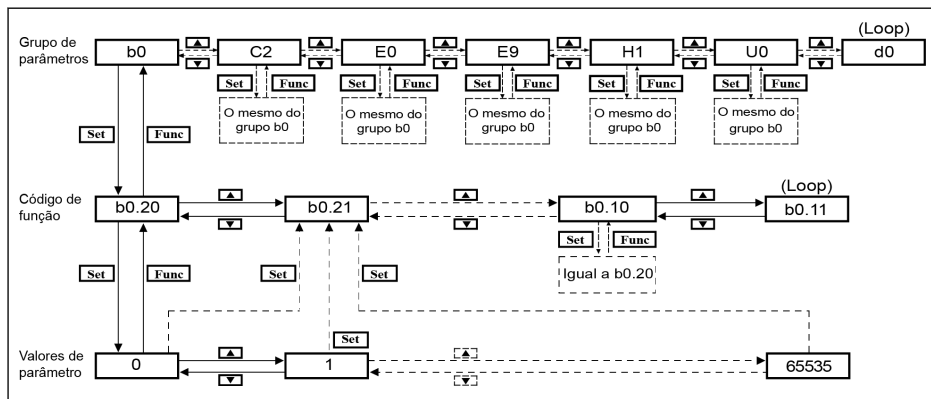 (Loop)
Grupo de parâmetros
b0 ▲ ▼ C2 ▲ ▼ E0 ▲ ▼ E9 ▲ ▼ H1 ▲ ▼ U0 ▲ ▼ d0
Set Func Set Func Set Func Set Func Set Func
O mesmo do grupo b0
O mesmo do grupo b0
O mesmo do grupo b0
O mesmo do grupo b0
O mesmo do grupo b0
Set Func
(Loop)
Código de função
b0.20 ▲ ▼ b0.21 ▲ ▼ b0.10 ▲ ▼ b0.11
Set Func
Igual a b0.20
Set Func Set Set
Set
Valores de parâmetro
0 ▲ ▼ 1 ▲ ▼ 65535